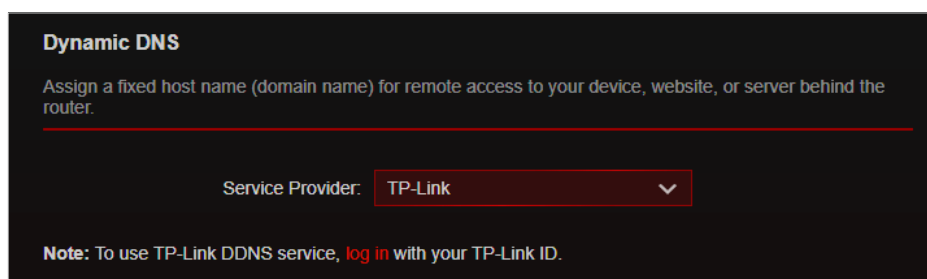 Dynamic DNS
Assign a fixed host name (domain name) for remote access to your device, website, or server behind the
router.
Service Provider: TP-Link
Note: To use TP-Link DDNS service, log in with your TP-Link ID.